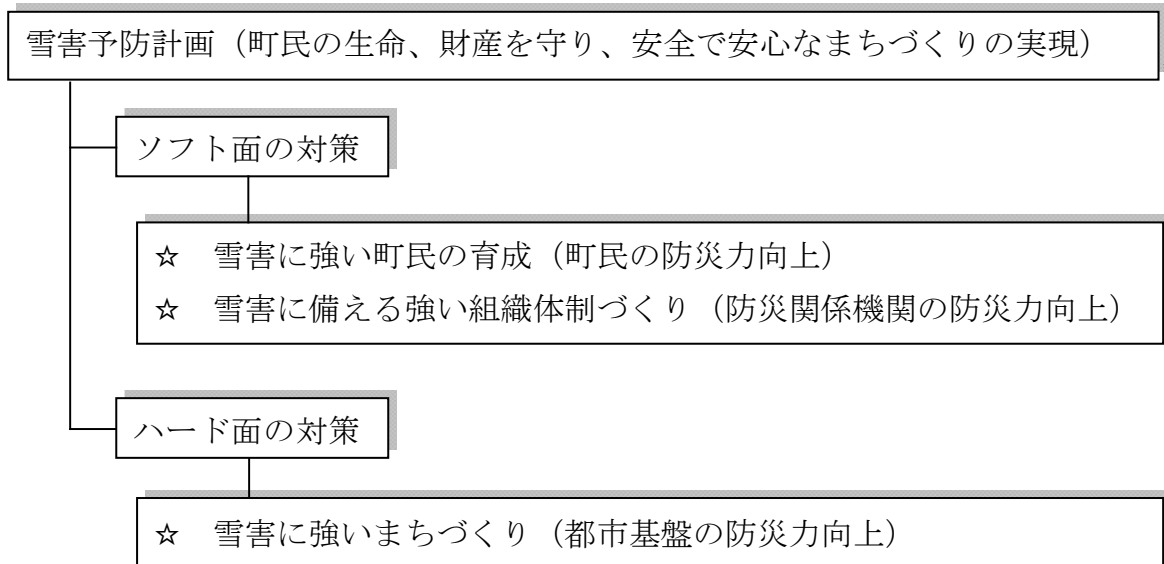 雪害予防計画（町民の生命、財産を守り、安全で安心なまちづくりの実現）
ソフト面の対策
☆ 雪害に強い町民の育成（町民の防災力向上）
☆ 雪害に備える強い組織体制づくり（防災関係機関の防災力向上）
ハード面の対策
☆ 雪害に強いまちづくり（都市基盤の防災力向上）